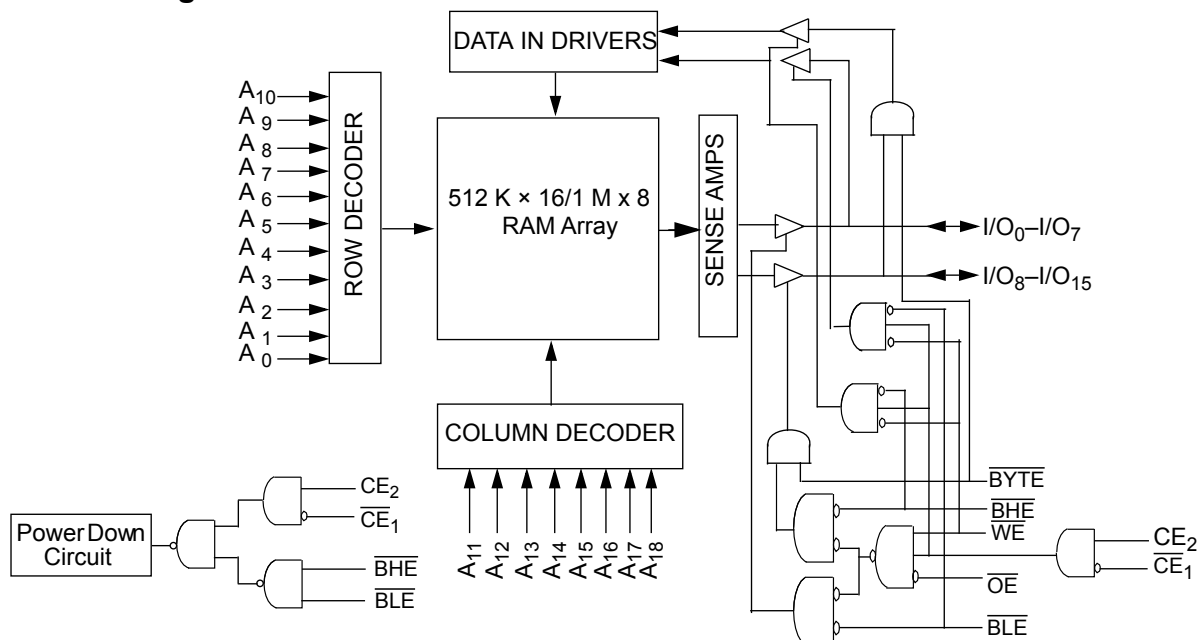 DATA IN DRIVERS
A10
A9
A8
A7
A6
A5
A4
A3
A2
A1
A0
ROW DECODER
512 K × 16/1 M x 8
RAM Array
SENSE AMPS
I/O0–I/O7
I/O8–I/O15
COLUMN DECODER
A11
A12
A13
A14
A15
A16
A17
A18
CE2
CE1
Power Down
Circuit
BHE
BLE
BYTE
BHE
WE
CE2
CE1
OE
BLE